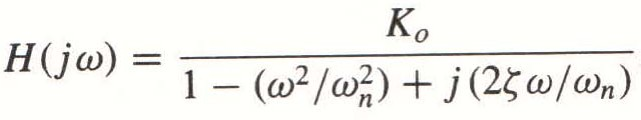 H(jω) = K_o / (1 − (ω²/ω_n²) + j(2ζω/ω_n))